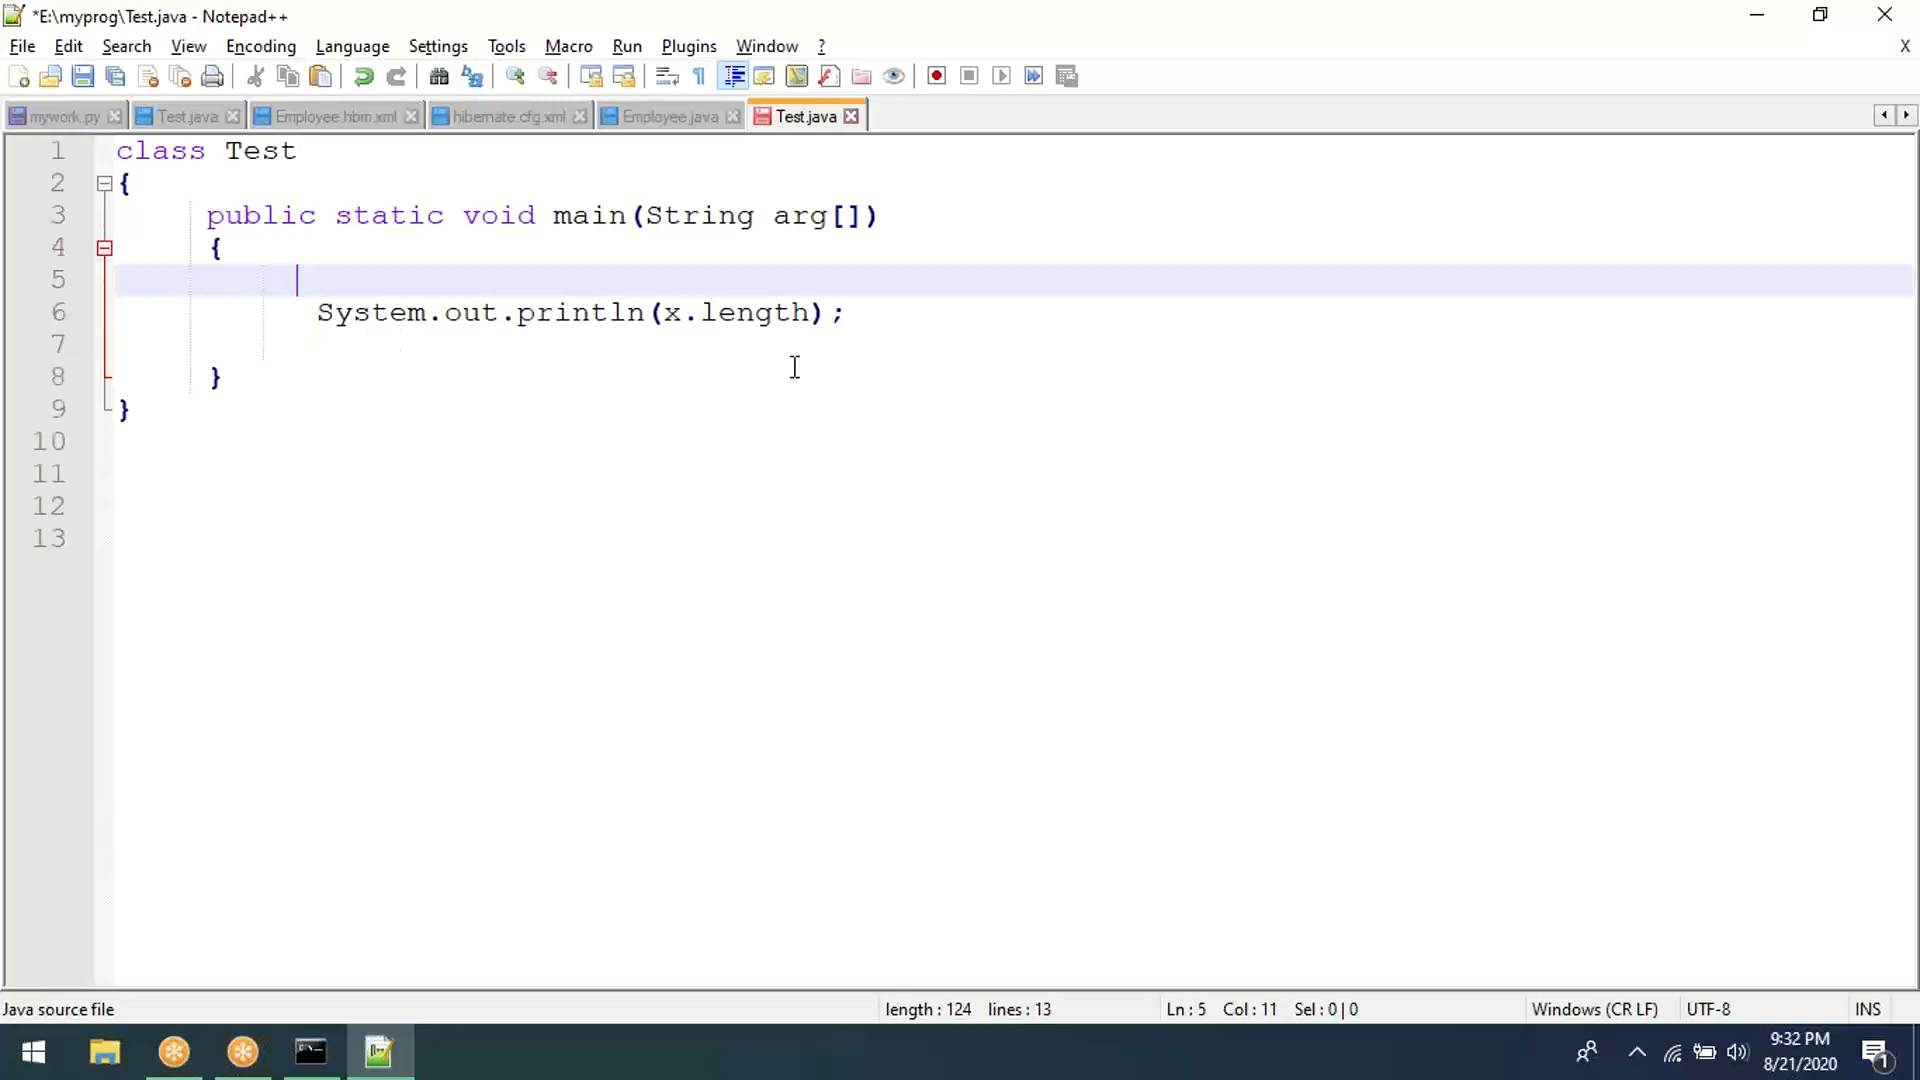 *E:\myprog\Test.java - Notepad++
File Edit Search View Encoding Language Settings Tools Macro Run Plugins Window ? X
mywork.py Test.java Employee.hbm.xml hibernate.cfg.xml Employee.java Test.java
1 class Test
2 {
3 public static void main(String arg[])
4 {
5
6 System.out.println(x.length);
7
8 }
9 }
10
11
12
13
Java source file length : 124 lines : 13 Ln : 5 Col : 11 Sel : 0 | 0 Windows (CR LF) UTF-8 INS
9:32 PM
8/21/2020
1